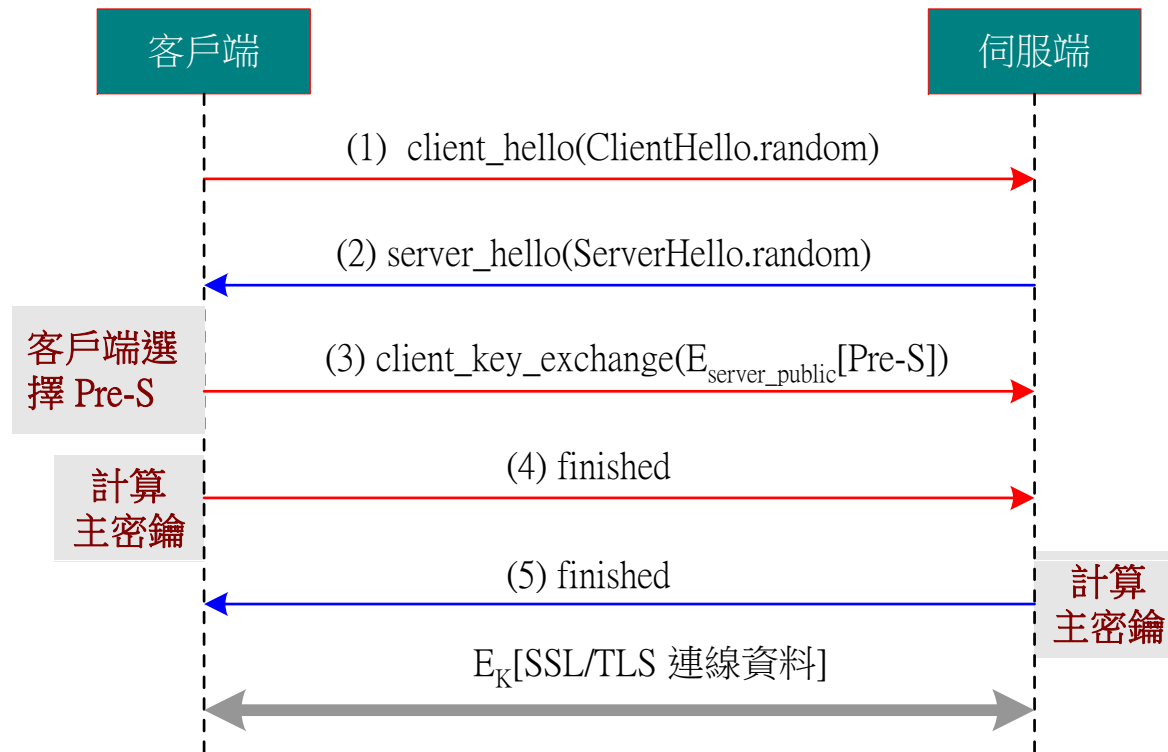 客戶端
伺服端
(1) client_hello(ClientHello.random)
(2) server_hello(ServerHello.random)
客戶端選
擇 Pre-S
(3) client_key_exchange(E_server_public[Pre-S])
(4) finished
計算
主密鑰
(5) finished
計算
主密鑰
E_K[SSL/TLS 連線資料]